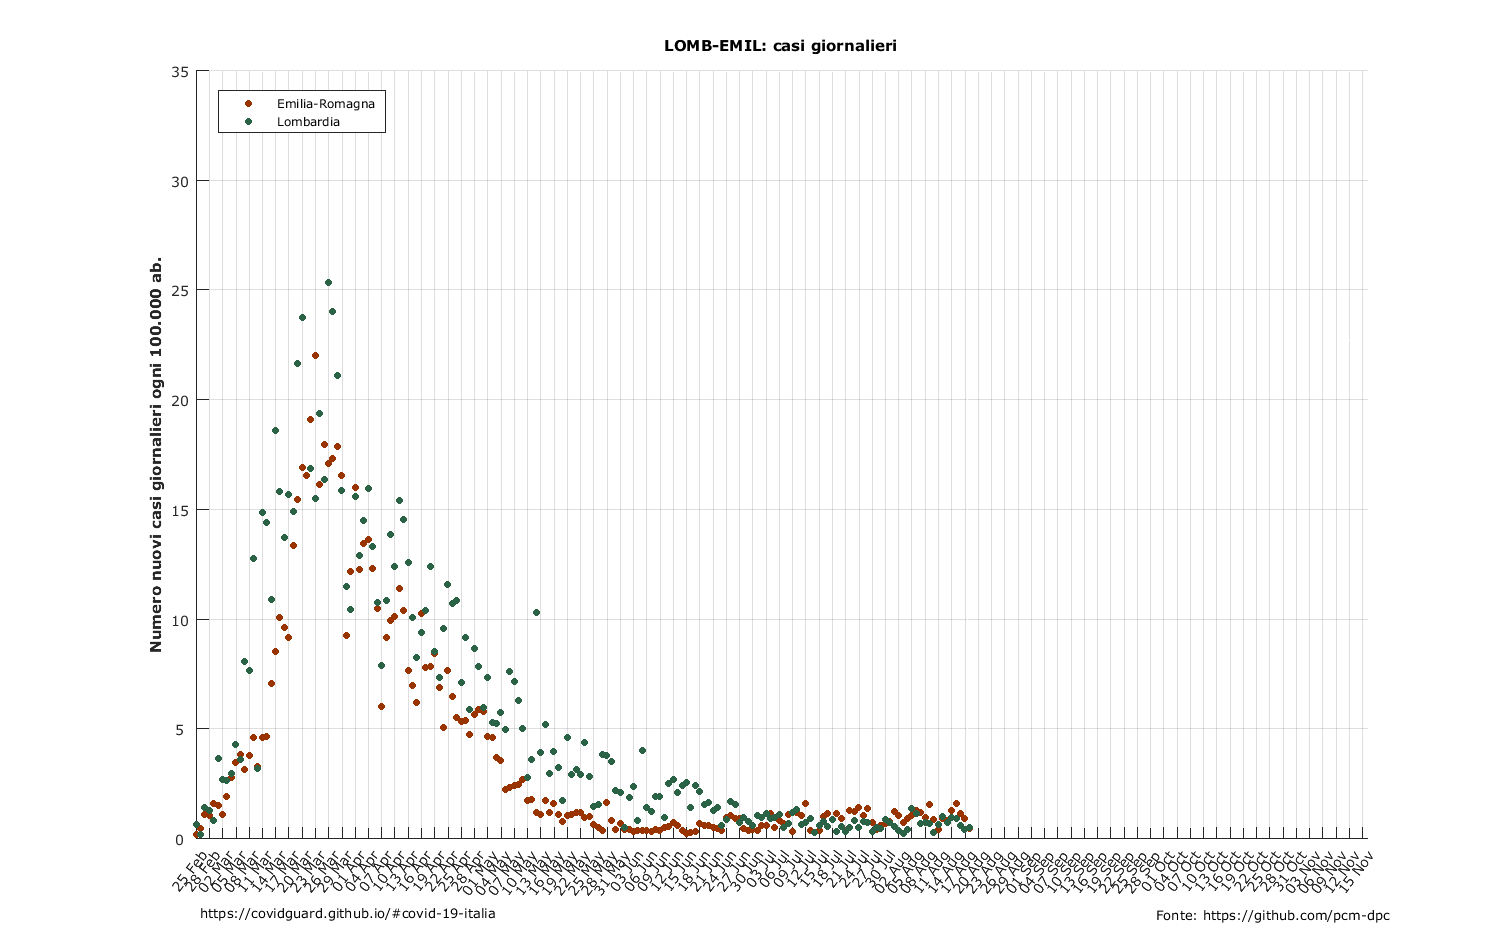 LOMB-EMIL: casi giornalieri
Numero nuovi casi giornalieri ogni 100.000 ab.
35
30
25
20
15
10
5
0
Emilia-Romagna
Lombardia
25 Feb
28 Feb
02 Mar
05 Mar
08 Mar
11 Mar
14 Mar
17 Mar
20 Mar
23 Mar
26 Mar
29 Mar
01 Apr
04 Apr
07 Apr
10 Apr
13 Apr
16 Apr
19 Apr
22 Apr
25 Apr
28 Apr
01 May
04 May
07 May
10 May
13 May
16 May
19 May
22 May
25 May
28 May
31 May
03 Jun
06 Jun
09 Jun
12 Jun
15 Jun
18 Jun
21 Jun
24 Jun
27 Jun
30 Jun
03 Jul
06 Jul
09 Jul
12 Jul
15 Jul
18 Jul
21 Jul
24 Jul
27 Jul
30 Jul
02 Aug
05 Aug
08 Aug
11 Aug
14 Aug
17 Aug
20 Aug
23 Aug
26 Aug
29 Aug
01 Sep
04 Sep
07 Sep
10 Sep
13 Sep
16 Sep
19 Sep
22 Sep
25 Sep
28 Sep
01 Oct
04 Oct
07 Oct
10 Oct
13 Oct
16 Oct
19 Oct
22 Oct
25 Oct
28 Oct
31 Oct
03 Nov
06 Nov
09 Nov
12 Nov
15 Nov
https://covidguard.github.io/#covid-19-italia
Fonte: https://github.com/pcm-dpc